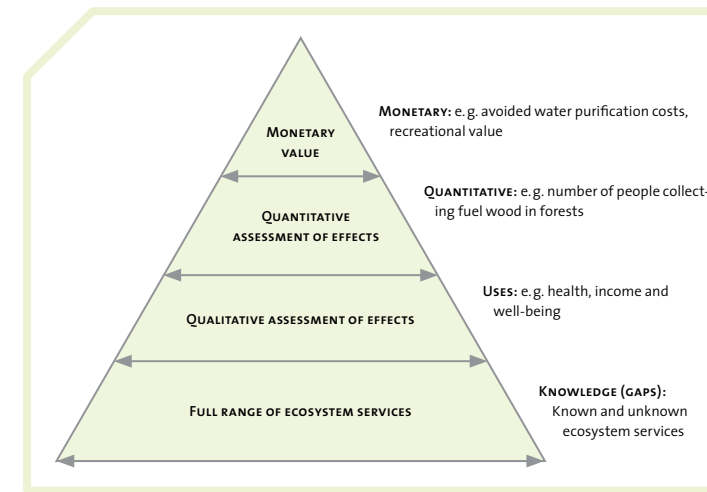 MONETARY: e.g. avoided water purification costs,
recreational value
MONETARY
VALUE
QUANTITATIVE: e.g. number of people collect-
ing fuel wood in forests
QUANTITATIVE
ASSESSMENT OF EFFECTS
USES: e.g. health, income and
well-being
QUALITATIVE ASSESSMENT OF EFFECTS
KNOWLEDGE (GAPS):
Known and unknown
ecosystem services
FULL RANGE OF ECOSYSTEM SERVICES